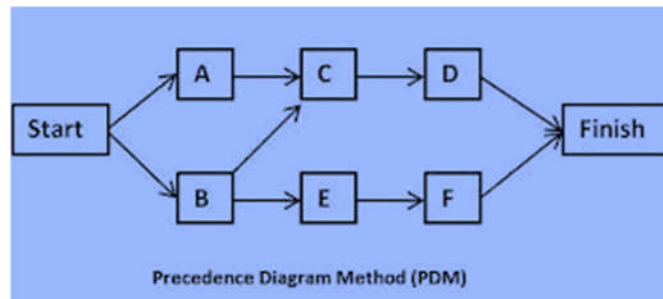 A C D
Start Finish
B E F
Precedence Diagram Method (PDM)